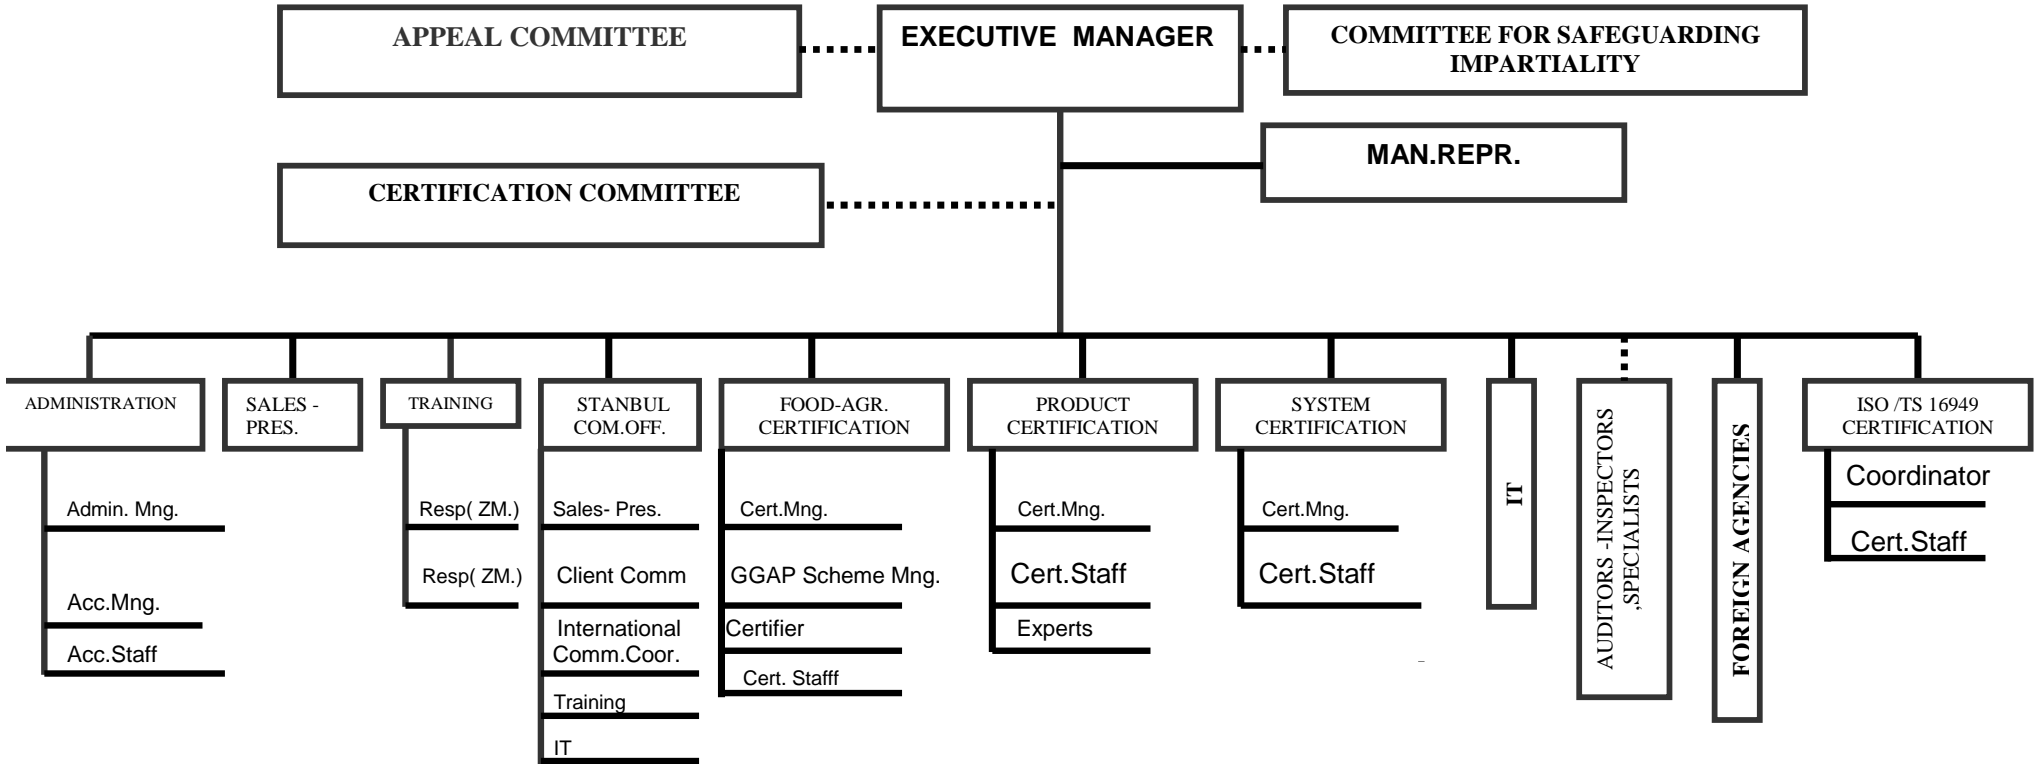 APPEAL COMMITTEE
EXECUTIVE MANAGER
COMMITTEE FOR SAFEGUARDING
IMPARTIALITY
MAN.REPR.
CERTIFICATION COMMITTEE
ADMINISTRATION
Admin. Mng.
Acc.Mng.
Acc.Staff
SALES -
PRES.
TRAINING
Resp( ZM.)
Resp( ZM.)
STANBUL
COM.OFF.
Sales- Pres.
Client Comm
International
Comm.Coor.
Training
IT
FOOD-AGR.
CERTIFICATION
Cert.Mng.
GGAP Scheme Mng.
Certifier
Cert. Stafff
PRODUCT
CERTIFICATION
Cert.Mng.
Cert.Staff
Experts
SYSTEM
CERTIFICATION
Cert.Mng.
Cert.Staff
IT
AUDITORS -INSPECTORS
,SPECIALISTS
FOREIGN AGENCIES
ISO /TS 16949
CERTIFICATION
Coordinator
Cert.Staff